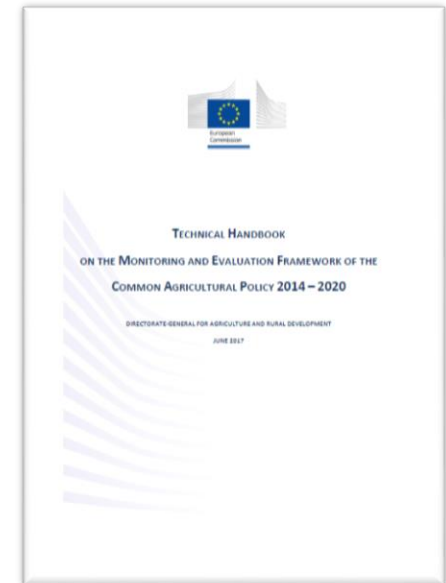 European
Commission
TECHNICAL HANDBOOK
ON THE MONITORING AND EVALUATION FRAMEWORK OF THE
COMMON AGRICULTURAL POLICY 2014 – 2020
DIRECTORATE-GENERAL FOR AGRICULTURE AND RURAL DEVELOPMENT
JUNE 2017